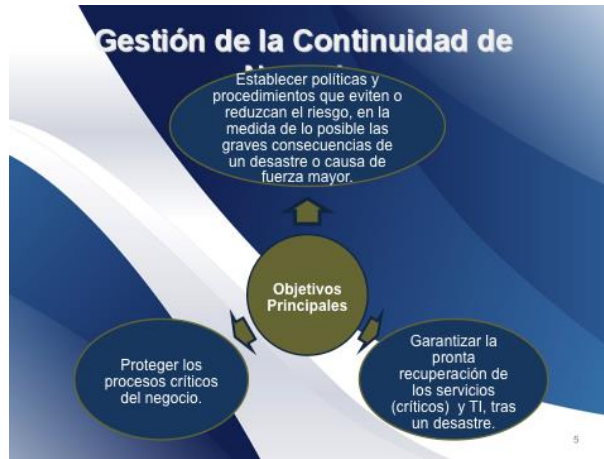 Gestión de la Continuidad de
Establecer políticas y
procedimientos que eviten o
reduzcan el riesgo, en la
medida de lo posible las
graves consecuencias de
un desastre o causa de
fuerza mayor.
Objetivos
Principales
Proteger los
procesos críticos
del negocio.
Garantizar la
pronta
recuperación de
los servicios
(críticos) y TI, tras
un desastre.
5